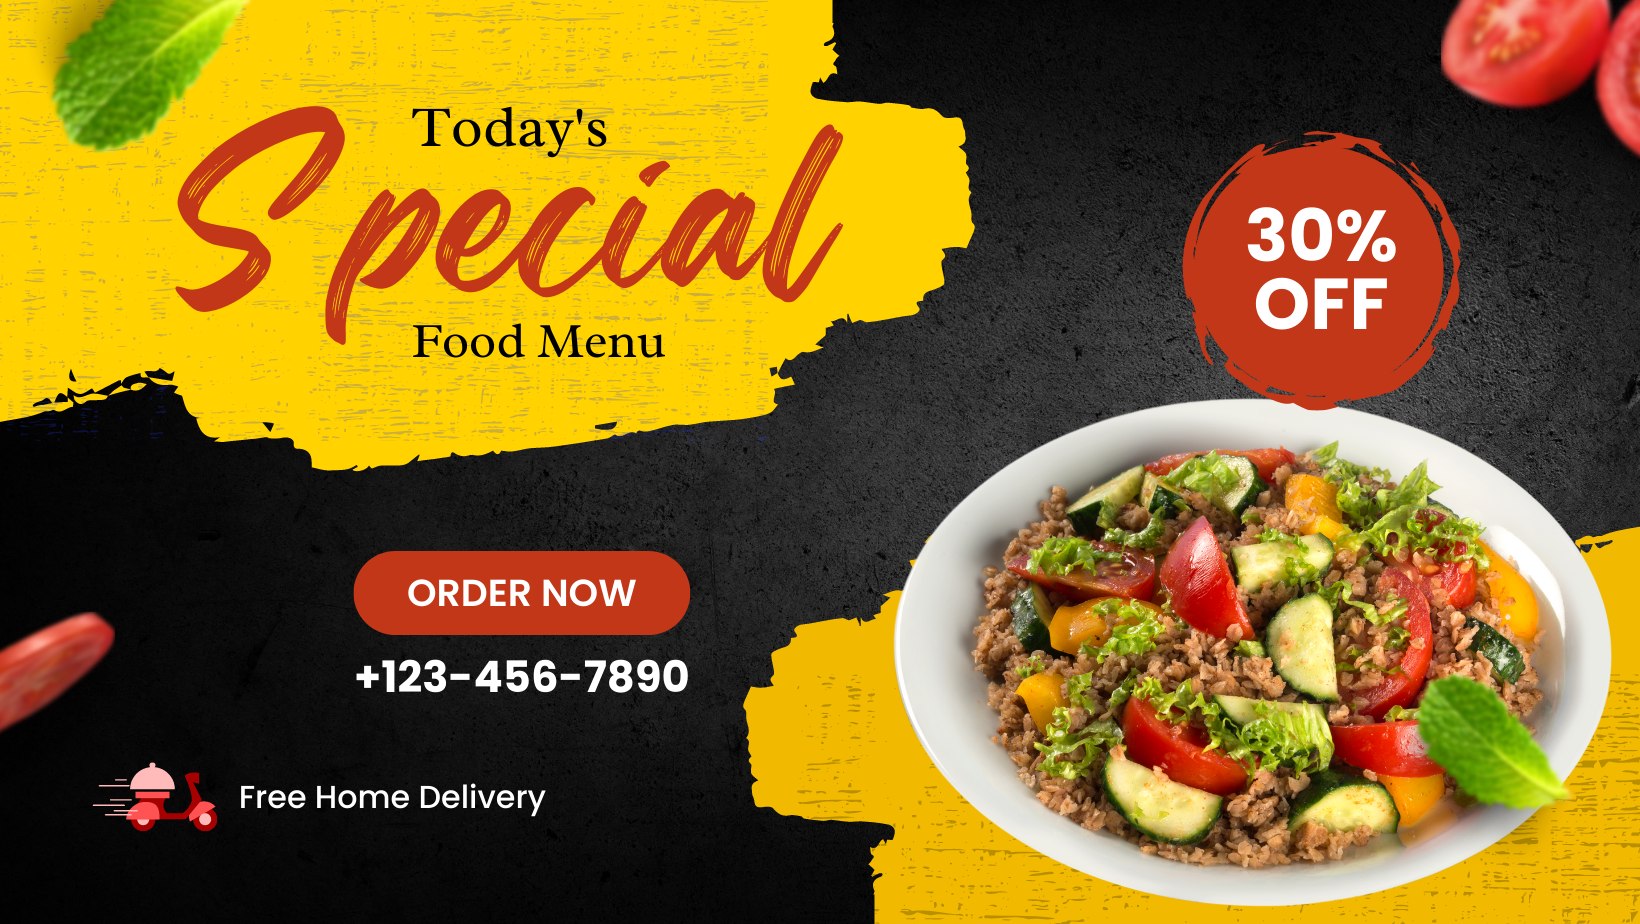 Today's
Special
Food Menu
30%
OFF
ORDER NOW
+123-456-7890
Free Home Delivery